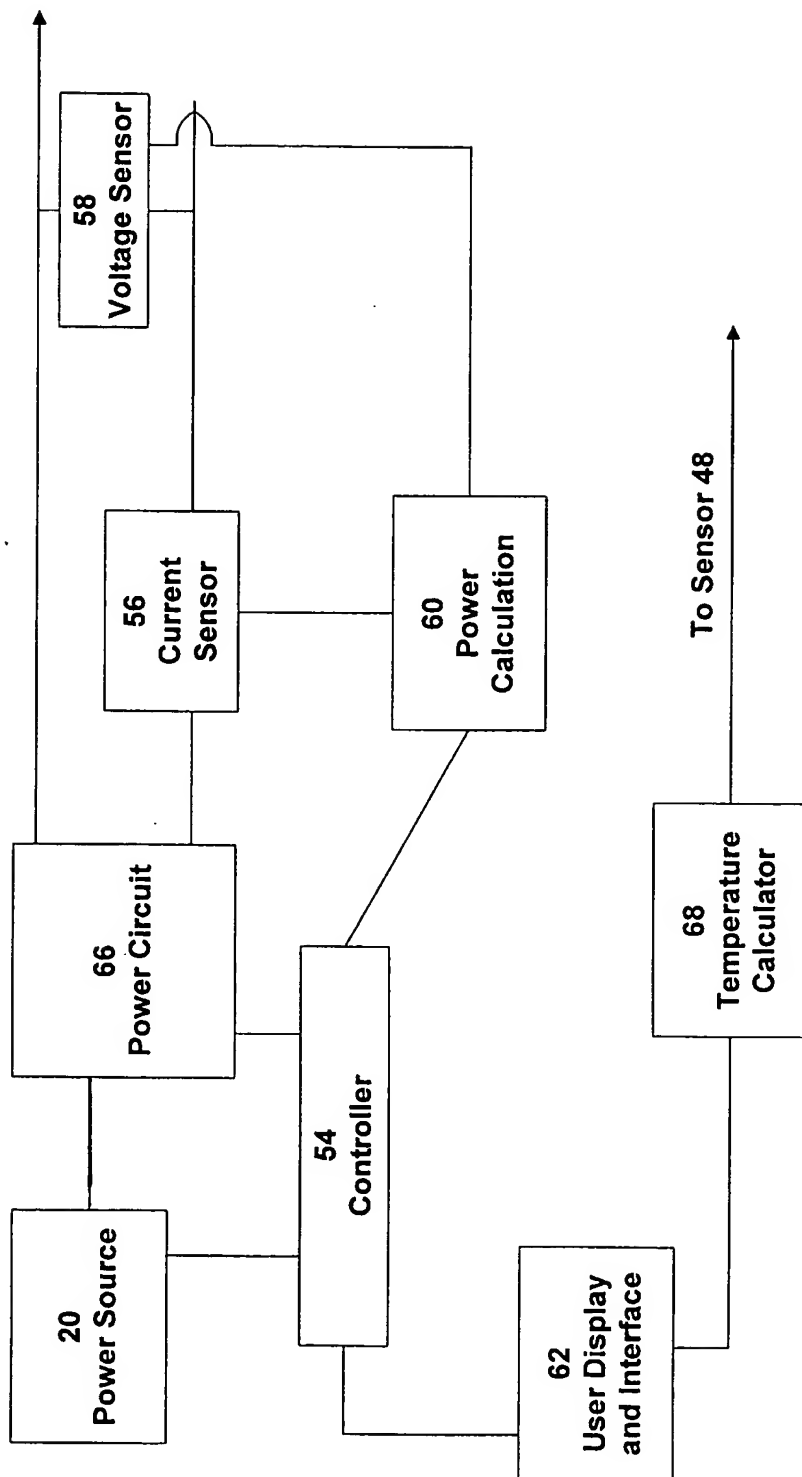 20
Power Source
66
Power Circuit
58
Voltage Sensor
56
Current
Sensor
54
Controller
60
Power
Calculation
62
User Display
and Interface
68
Temperature
Calculator
To Sensor 48